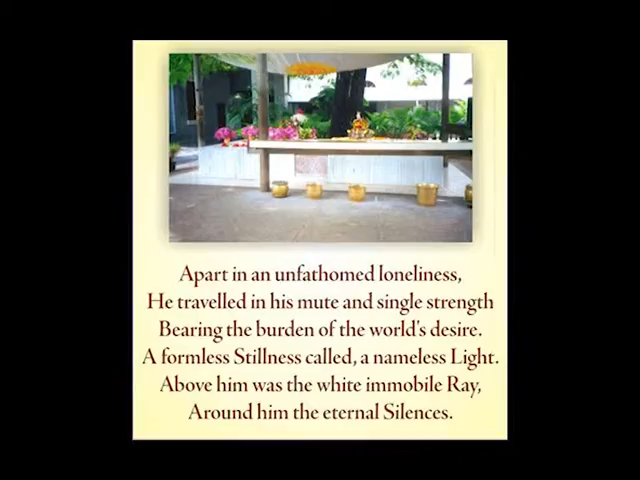 Apart in an unfathomed loneliness,
He travelled in his mute and single strength
Bearing the burden of the world's desire.
A formless Stillness called, a nameless Light.
Above him was the white immobile Ray,
Around him the eternal Silences.